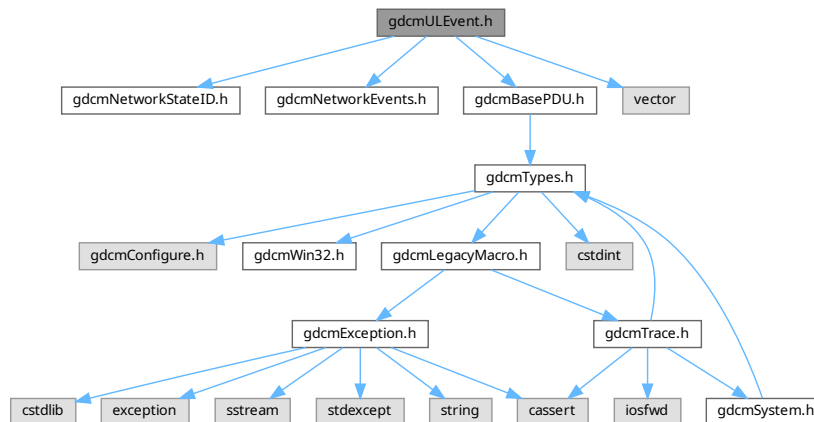 gdcmULEvent.h
gdcmNetworkStateID.h
gdcmNetworkEvents.h
gdcmBasePDU.h
vector
gdcmTypes.h
gdcmConfigure.h
gdcmWin32.h
gdcmLegacyMacro.h
cstdint
gdcmException.h
gdcmTrace.h
cstdlib
exception
sstream
stdexcept
string
cassert
iosfwd
gdcmSystem.h